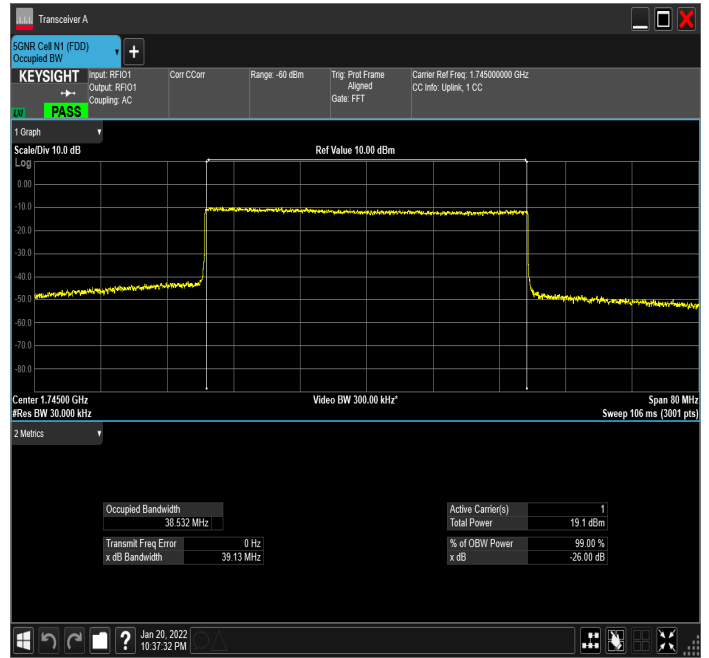 Transceiver A
5GNR Cell N1 (FDD)
Occupied BW
+
KEYSIGHT
LXI
PASS
Input: RFIO1
Output: RFIO1
Coupling: AC
Corr CCorr
Range: -60 dBm
Trig: Prot Frame
Aligned
Gate: FFT
Carrier Ref Freq: 1.745000000 GHz
CC Info: Uplink, 1 CC
1 Graph
Scale/Div 10.0 dB
Ref Value 10.00 dBm
Log
0.00
-10.0
-20.0
-30.0
-40.0
-50.0
-60.0
-70.0
-80.0
Center 1.74500 GHz
Video BW 300.00 kHz*
Span 80 MHz
#Res BW 30.000 kHz
Sweep 106 ms (3001 pts)
2 Metrics
Occupied Bandwidth
38.532 MHz
Transmit Freq Error 0 Hz
x dB Bandwidth 39.13 MHz
Active Carrier(s) 1
Total Power 19.1 dBm
% of OBW Power 99.00 %
x dB -26.00 dB
?
Jan 20, 2022
10:37:32 PM